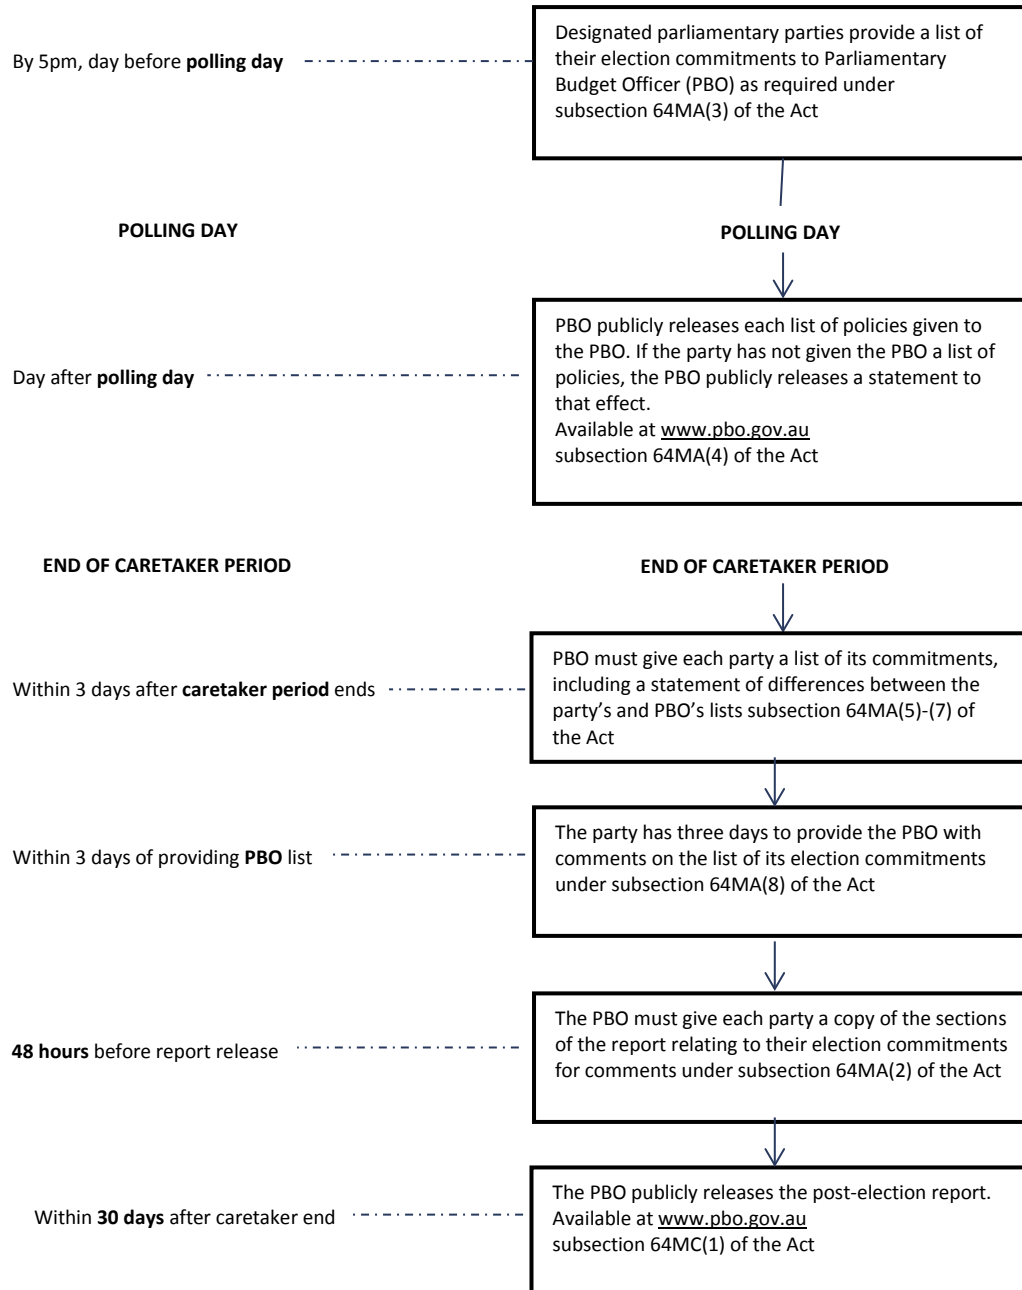 By 5pm, day before polling day
Designated parliamentary parties provide a list of
their election commitments to Parliamentary
Budget Officer (PBO) as required under
subsection 64MA(3) of the Act
POLLING DAY
POLLING DAY
Day after polling day
PBO publicly releases each list of policies given to
the PBO. If the party has not given the PBO a list of
policies, the PBO publicly releases a statement to
that effect.
Available at www.pbo.gov.au
subsection 64MA(4) of the Act
END OF CARETAKER PERIOD
END OF CARETAKER PERIOD
Within 3 days after caretaker period ends
PBO must give each party a list of its commitments,
including a statement of differences between the
party's and PBO's lists subsection 64MA(5)-(7) of
the Act
Within 3 days of providing PBO list
The party has three days to provide the PBO with
comments on the list of its election commitments
under subsection 64MA(8) of the Act
48 hours before report release
The PBO must give each party a copy of the sections
of the report relating to their election commitments
for comments under subsection 64MA(2) of the Act
Within 30 days after caretaker end
The PBO publicly releases the post-election report.
Available at www.pbo.gov.au
subsection 64MC(1) of the Act